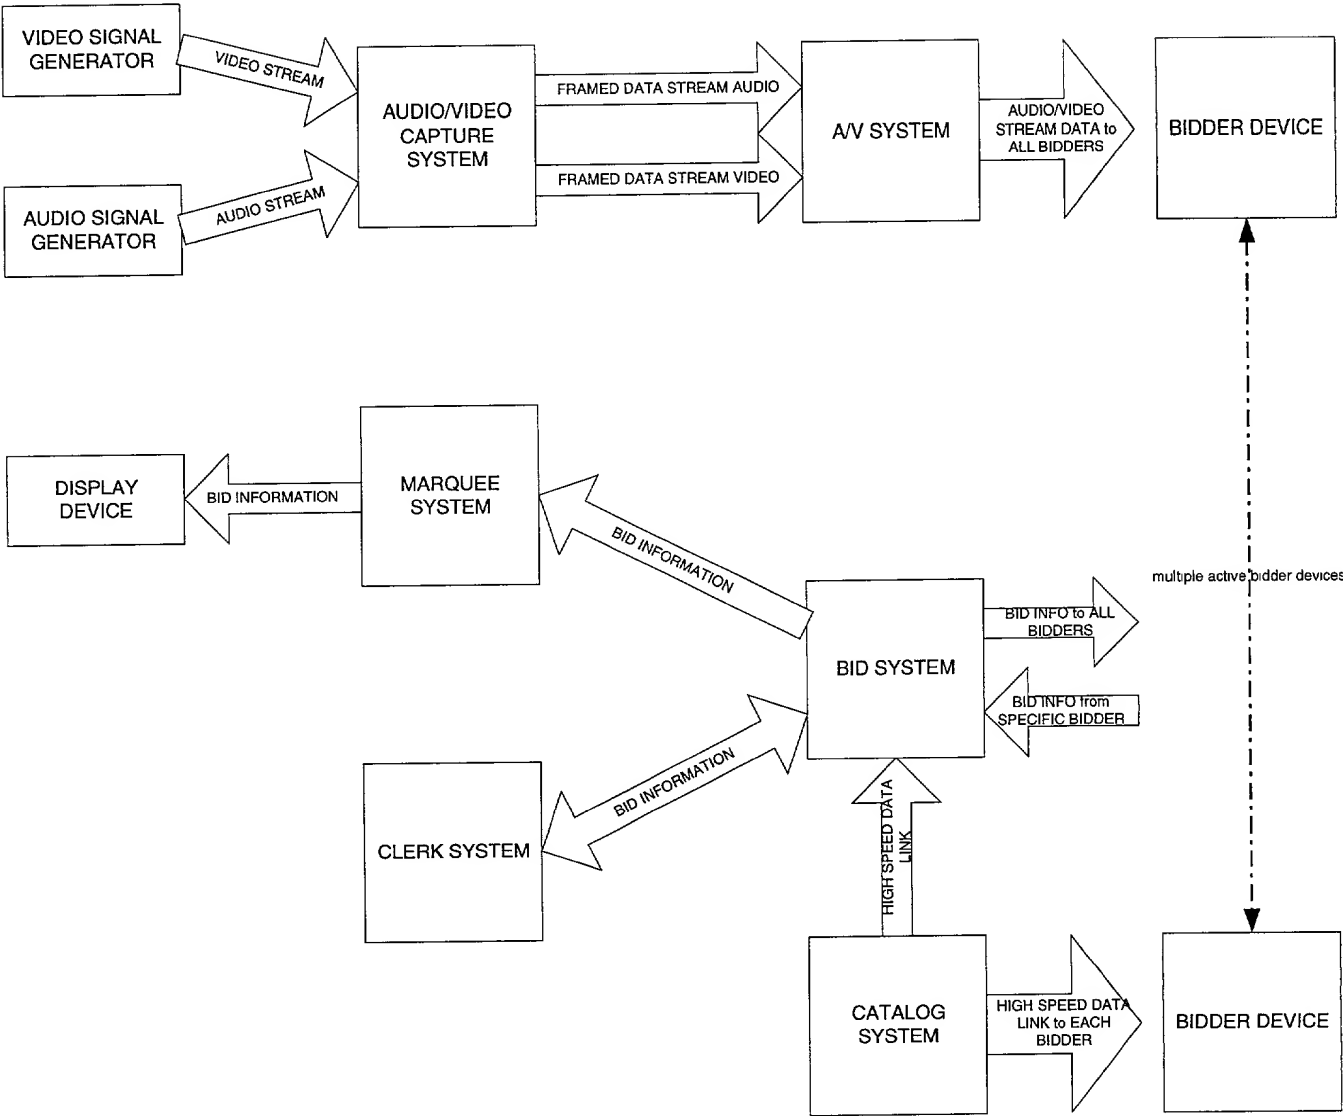 VIDEO SIGNAL
GENERATOR
VIDEO STREAM
AUDIO/VIDEO
CAPTURE
SYSTEM
FRAMED DATA STREAM AUDIO
A/V SYSTEM
AUDIO/VIDEO
STREAM DATA to
ALL BIDDERS
BIDDER DEVICE
AUDIO SIGNAL
GENERATOR
AUDIO STREAM
FRAMED DATA STREAM VIDEO
DISPLAY
DEVICE
BID INFORMATION
MARQUEE
SYSTEM
BID INFORMATION
multiple active bidder devices
BID INFO to ALL
BIDDERS
BID SYSTEM
BID INFO from
SPECIFIC BIDDER
BID INFORMATION
CLERK SYSTEM
HIGH SPEED DATA
LINK
CATALOG
SYSTEM
HIGH SPEED DATA
LINK to EACH
BIDDER
BIDDER DEVICE